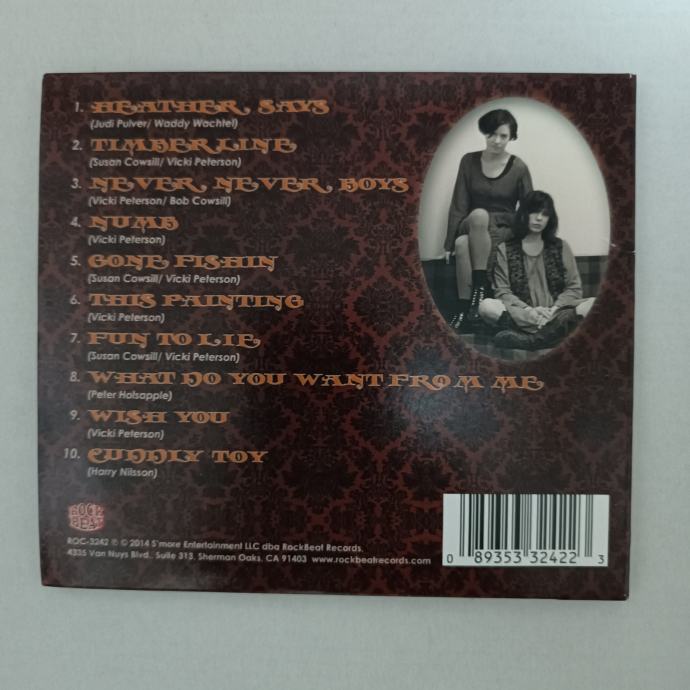 1. HEATHER SAYS
(Judi Pulver/ Waddy Wachtel)
2. TIMBERLINE
(Susan Cowsill/ Vicki Peterson)
3. NEVER, NEVER BOYS
(Vicki Peterson/ Bob Cowsill)
4. NUMB
(Vicki Peterson)
5. GONE FISHIN
(Susan Cowsill/ Vicki Peterson)
6. THIS PAINTING
(Vicki Peterson)
7. FUN TO LIE
(Susan Cowsill/ Vicki Peterson)
8. WHAT DO YOU WANT FROM ME
(Peter Holsapple)
9. WISH YOU
(Vicki Peterson)
10. CUDDLY TOY
(Harry Nilsson)
ROCK
BEAT
ROC-3242 ℗ © 2014 S'more Entertainment LLC dba RockBeat Records,
4335 Van Nuys Blvd., Suite 313, Sherman Oaks, CA 91403 www.rockbeatrecords.com
0 89353 32422 3